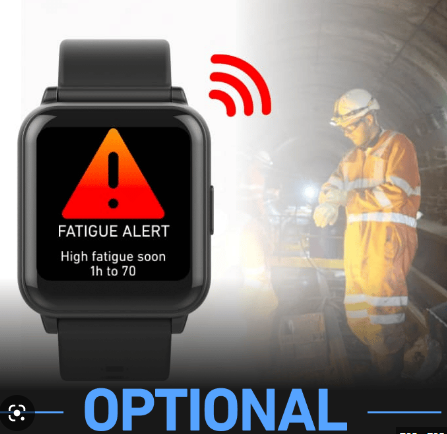 FATIGUE ALERT
High fatigue soon
1h to 70
OPTIONAL